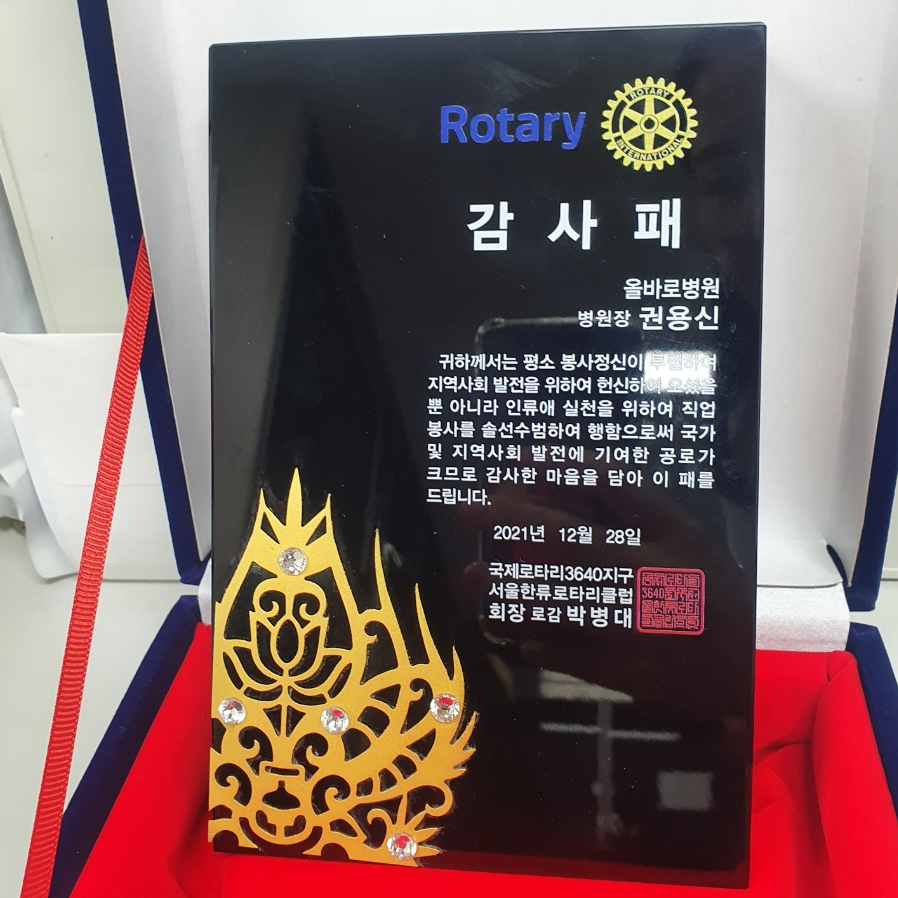 Rotary
ROTARY
INTERNATIONAL
감 사 패
올바로병원
병원장 권용신
귀하께서는 평소 봉사정신이 투철하여
지역사회 발전을 위하여 헌신하여 오셨을
뿐 아니라 인류애 실천을 위하여 직업
봉사를 솔선수범하여 행함으로써 국가
및 지역사회 발전에 기여한 공로가
크므로 감사한 마음을 담아 이 패를
드립니다.
2021년 12월 28일
국제로타리3640지구
서울한류로타리클럽
회장 로감 박병대
3640